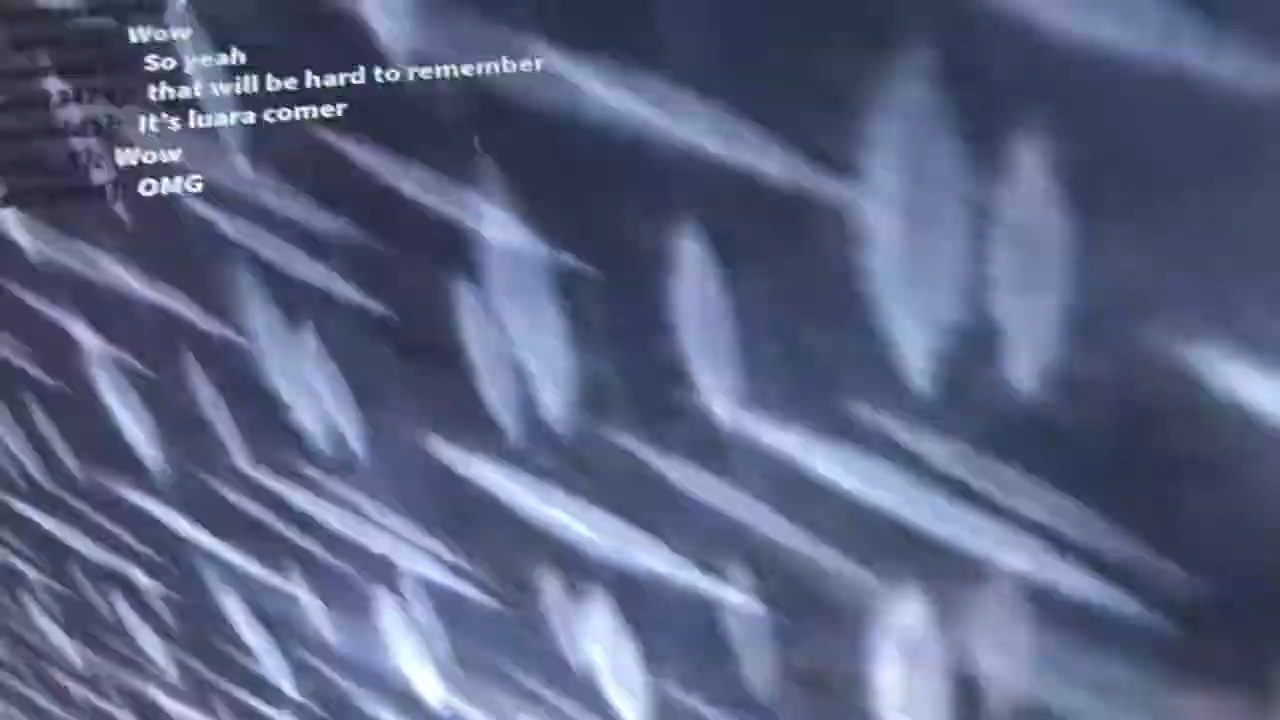 Wow
So yeah
that will be hard to remember
It's luara comer
Wow
OMG